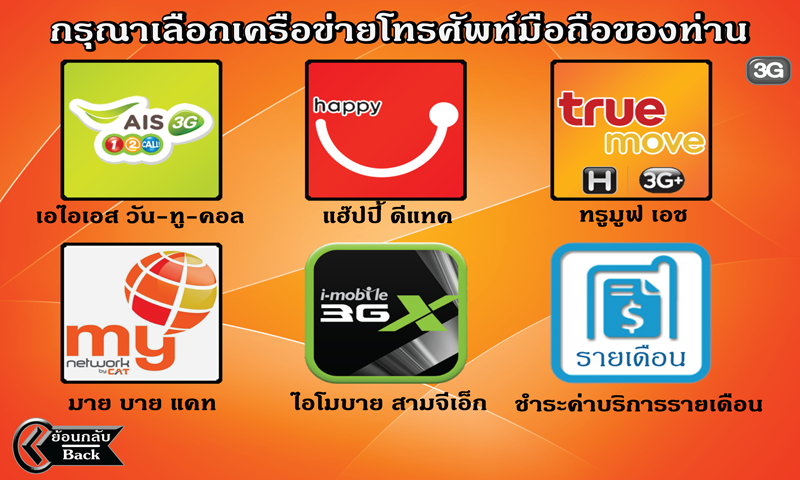 กรุณาเลือกเครือข่ายโทรศัพท์มือถือของท่าน
3G
AIS 3G
1 2 CALL!
เอไอเอส วัน-ทู-คอล
happy
แฮ๊ปปี้ ดีแทค
true
move
H 3G+
ทรูมูฟ เอช
my
network
by CAT
มาย บาย แคท
i-mobile
3GX
ไอโมบาย สามจีเอ็ก
$
รายเดือน
ชำระค่าบริการรายเดือน
ย้อนกลับ
Back